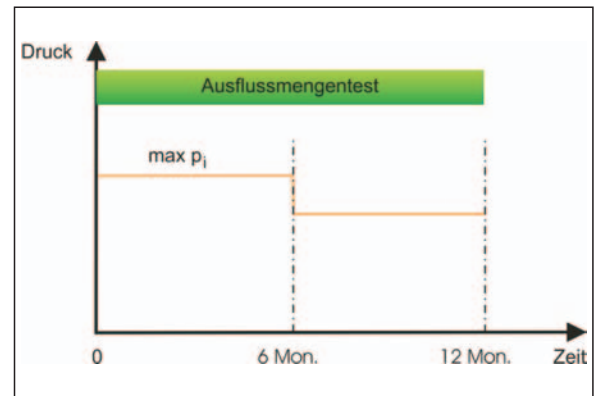 Druck
Ausflussmengentest
max pi
0 6 Mon. 12 Mon. Zeit